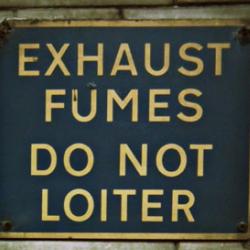 EXHAUST
FUMES
DO NOT
LOITER